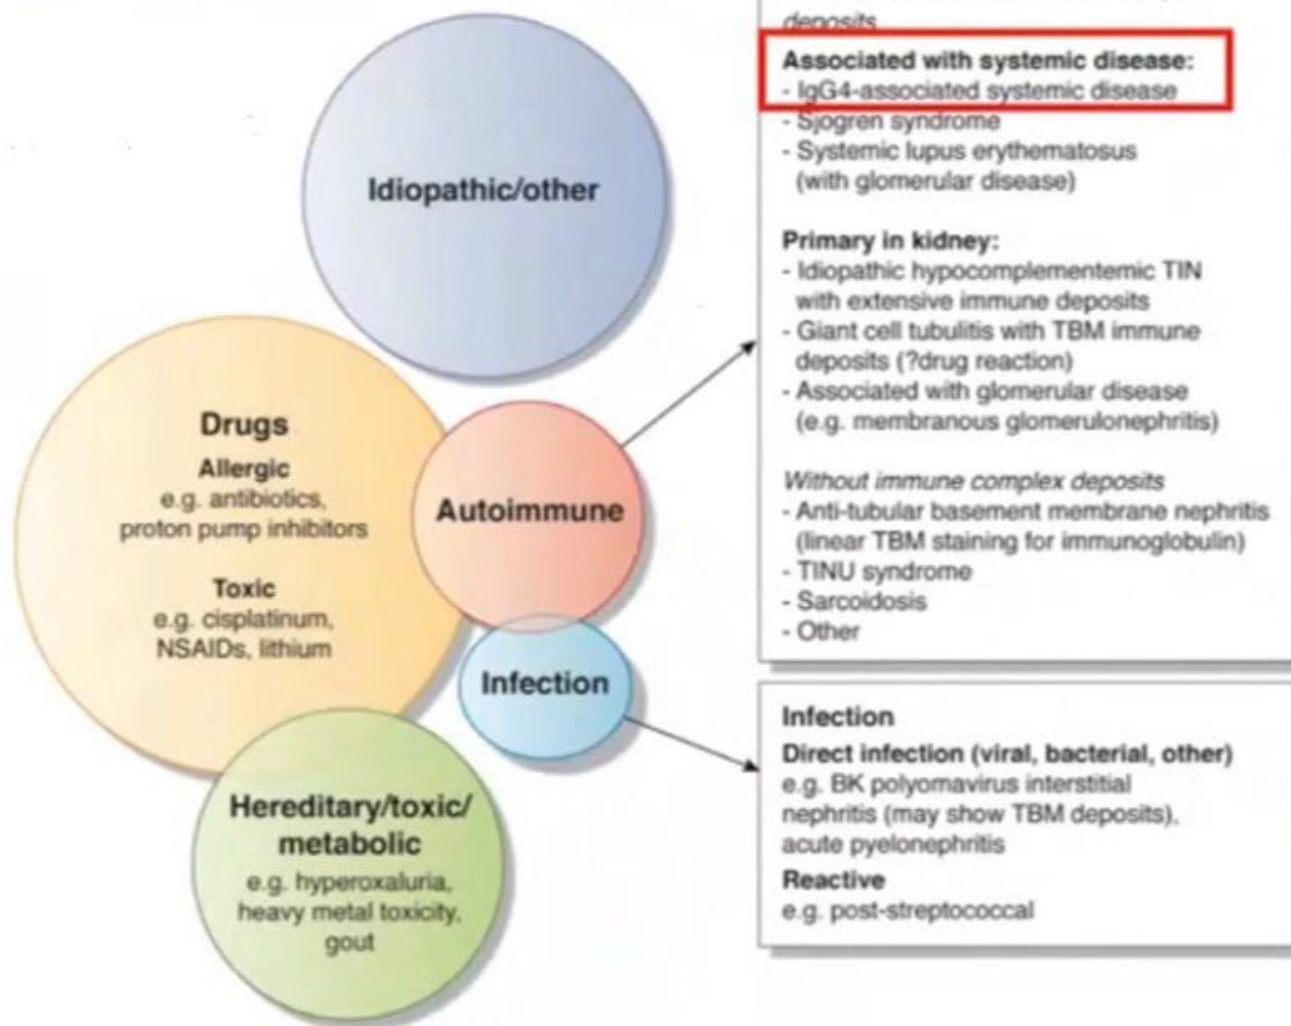 Idiopathic/other
Drugs
Allergic
e.g. antibiotics,
proton pump inhibitors
Toxic
e.g. cisplatinum,
NSAIDs, lithium
Autoimmune
Infection
Hereditary/toxic/
metabolic
e.g. hyperoxaluria,
heavy metal toxicity,
gout
deposits
Associated with systemic disease:
- IgG4-associated systemic disease
- Sjogren syndrome
- Systemic lupus erythematosus
(with glomerular disease)
Primary in kidney:
- Idiopathic hypocomplementemic TIN
with extensive immune deposits
- Giant cell tubulitis with TBM immune
deposits (?drug reaction)
- Associated with glomerular disease
(e.g. membranous glomerulonephritis)
Without immune complex deposits
- Anti-tubular basement membrane nephritis
(linear TBM staining for immunoglobulin)
- TINU syndrome
- Sarcoidosis
- Other
Infection
Direct infection (viral, bacterial, other)
e.g. BK polyomavirus interstitial
nephritis (may show TBM deposits),
acute pyelonephritis
Reactive
e.g. post-streptococcal